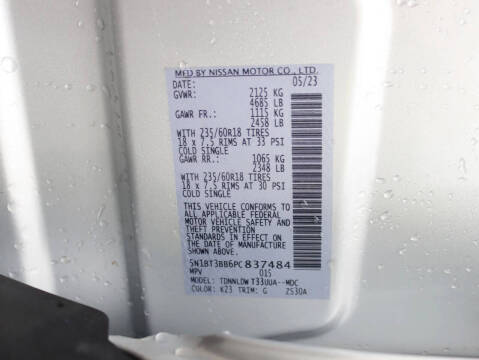 MFD BY NISSAN MOTOR CO., LTD.
DATE: 05/23
GVWR: 2125 KG
4685 LB
GAWR FR.: 1115 KG
2458 LB
WITH 235/60R18 TIRES
18 x 7.5 RIMS AT 33 PSI
COLD SINGLE
GAWR RR.: 1065 KG
2348 LB
WITH 235/60R18 TIRES
18 x 7.5 RIMS AT 30 PSI
COLD SINGLE
THIS VEHICLE CONFORMS TO
ALL APPLICABLE FEDERAL
MOTOR VEHICLE SAFETY AND
THEFT PREVENTION
STANDARDS IN EFFECT ON
THE DATE OF MANUFACTURE
SHOWN ABOVE.
5N1BT3BB6PC837484
MPV 015
MODEL: TDNNLDWT33UUA--MDC
COLOR: K23 TRIM: G ZS30A